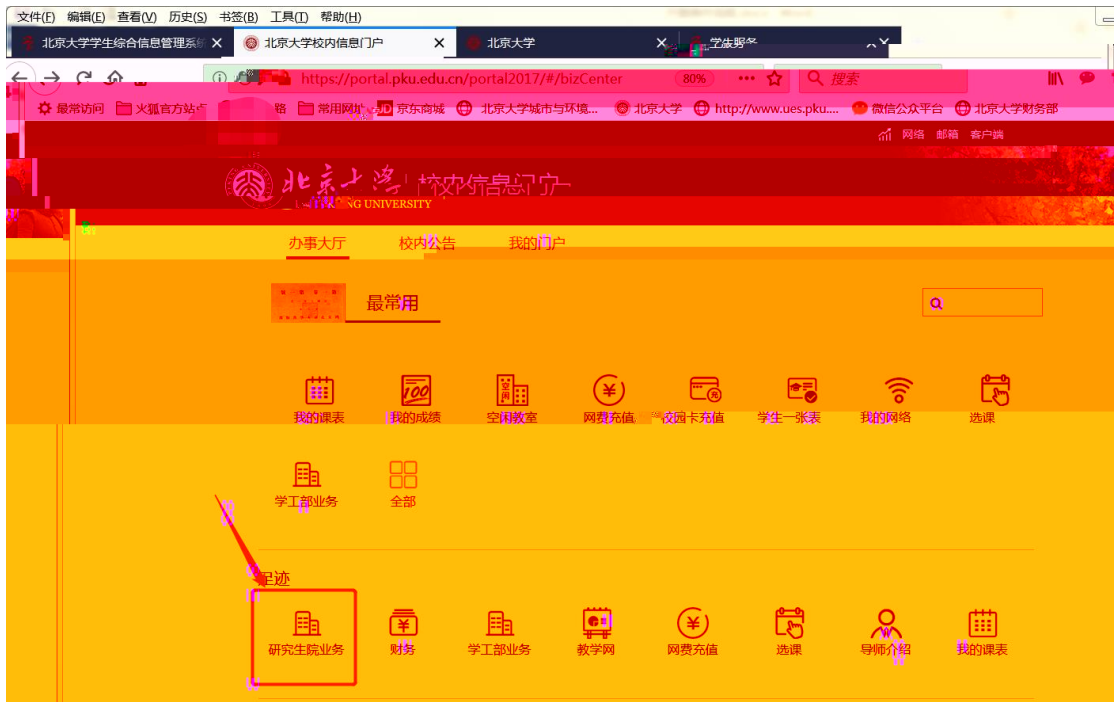 文件(F) 编辑(E) 查看(V) 历史(S) 书签(B) 工具(T) 帮助(H)
北京大学学生综合信息管理系统 北京大学校内信息门户 北京大学
https://portal.pku.edu.cn/portal2017/#/bizCenter 80% 搜索
最常访问 火狐官方站点 常用网址 JD 京东商城 北京大学城市与环境... 北京大学 http://www.ues.pku.... 微信公众平台 北京大学财务部
网络 邮箱 客户端
北京大学 校内信息门户
UNIVERSITY
办事大厅 校内公告 我的门户
最常用
我的课表 我的成绩 空闲教室 网费充值 校园卡充值 学生一张表 我的网络 选课
学工部业务 全部
足迹
研究生院业务 财务 学工部业务 教学网 网费充值 选课 导师介绍 我的课表